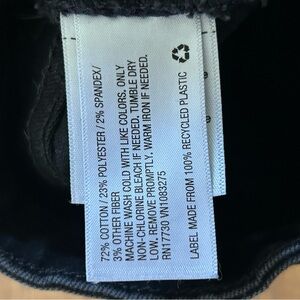 72% COTTON / 23% POLYESTER / 2% SPANDEX/
3% OTHER FIBER
MACHINE WASH COLD WITH LIKE COLORS. ONLY
NON-CHLORINE BLEACH IF NEEDED. TUMBLE DRY
LOW. REMOVE PROMPTLY. WARM IRON IF NEEDED.
RN17730 VN1083275
LABEL MADE FROM 100% RECYCLED PLASTIC